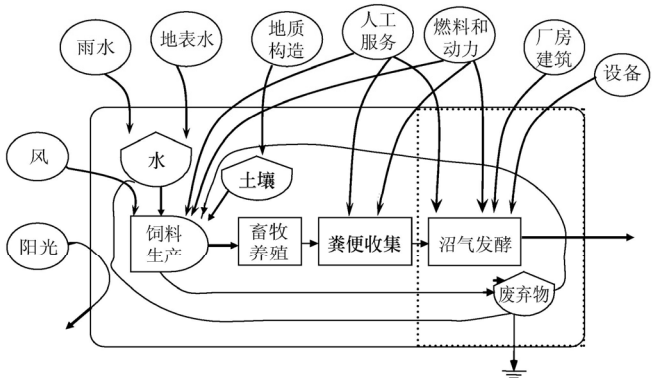 雨水
地表水
地质
构造
人工
服务
燃料和
动力
厂房
建筑
设备
风
水
土壤
阳光
饲料
生产
畜牧
养殖
粪便收集
沼气发酵
废弃物